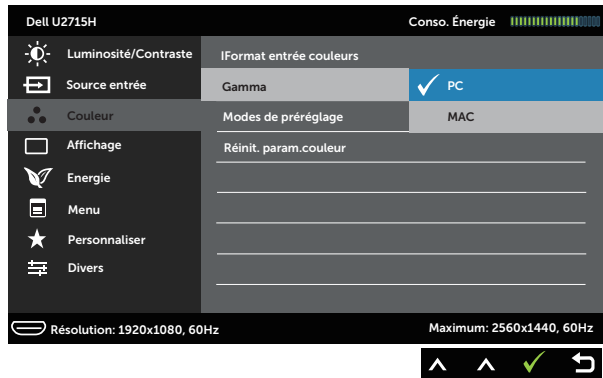 Dell U2715H Conso. Énergie
Luminosité/Contraste IFormat entrée couleurs
Source entrée Gamma PC
Couleur Modes de préréglage MAC
Affichage Réinit. param.couleur
Energie
Menu
Personnaliser
Divers
Résolution: 1920x1080, 60Hz Maximum: 2560x1440, 60Hz